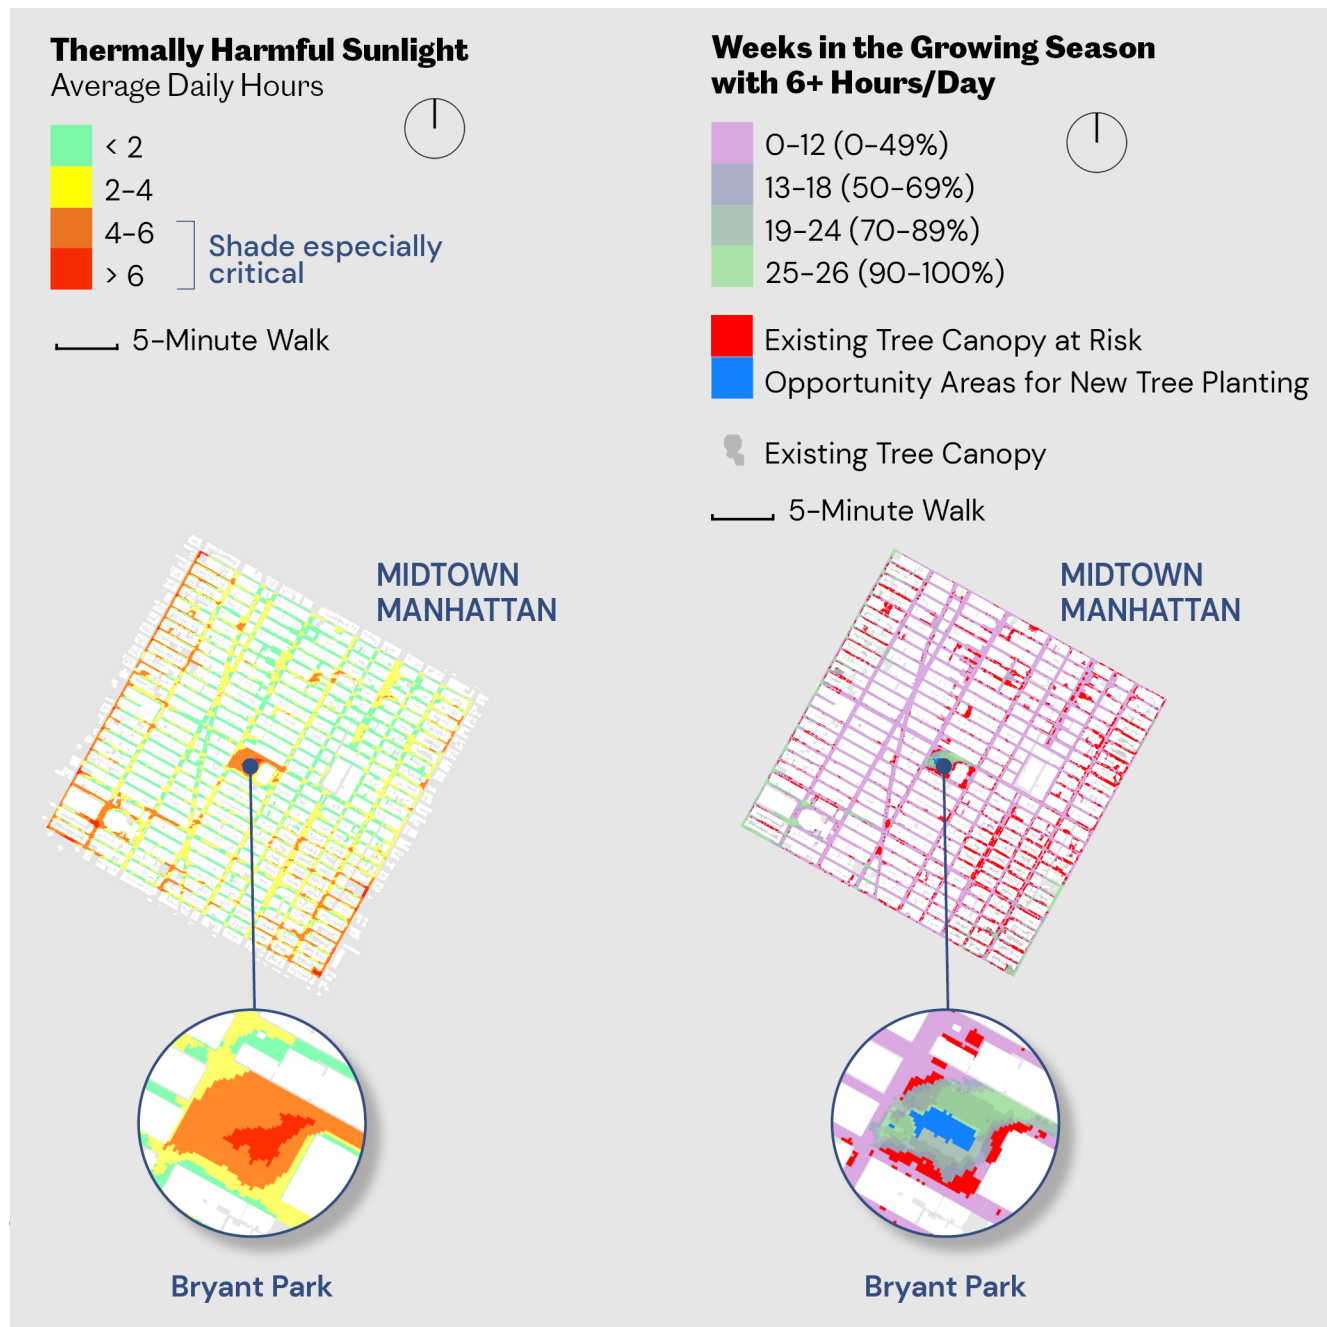 Thermally Harmful Sunlight
Average Daily Hours
< 2
2–4
4–6
> 6
Shade especially
critical
5–Minute Walk
MIDTOWN
MANHATTAN
Bryant Park
Weeks in the Growing Season
with 6+ Hours/Day
0–12 (0–49%)
13–18 (50–69%)
19–24 (70–89%)
25–26 (90–100%)
Existing Tree Canopy at Risk
Opportunity Areas for New Tree Planting
Existing Tree Canopy
5–Minute Walk
MIDTOWN
MANHATTAN
Bryant Park